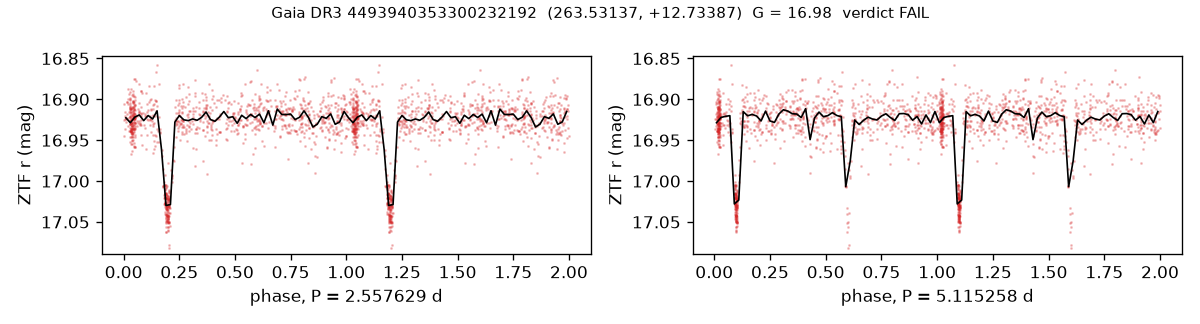 Gaia DR3 4493940353300232192 (263.53137, +12.73387) G = 16.98 verdict FAIL
ZTF r (mag)
16.85
16.90
16.95
17.00
17.05
0.00 0.25 0.50 0.75 1.00 1.25 1.50 1.75 2.00
phase, P = 2.557629 d
ZTF r (mag)
16.85
16.90
16.95
17.00
17.05
0.00 0.25 0.50 0.75 1.00 1.25 1.50 1.75 2.00
phase, P = 5.115258 d